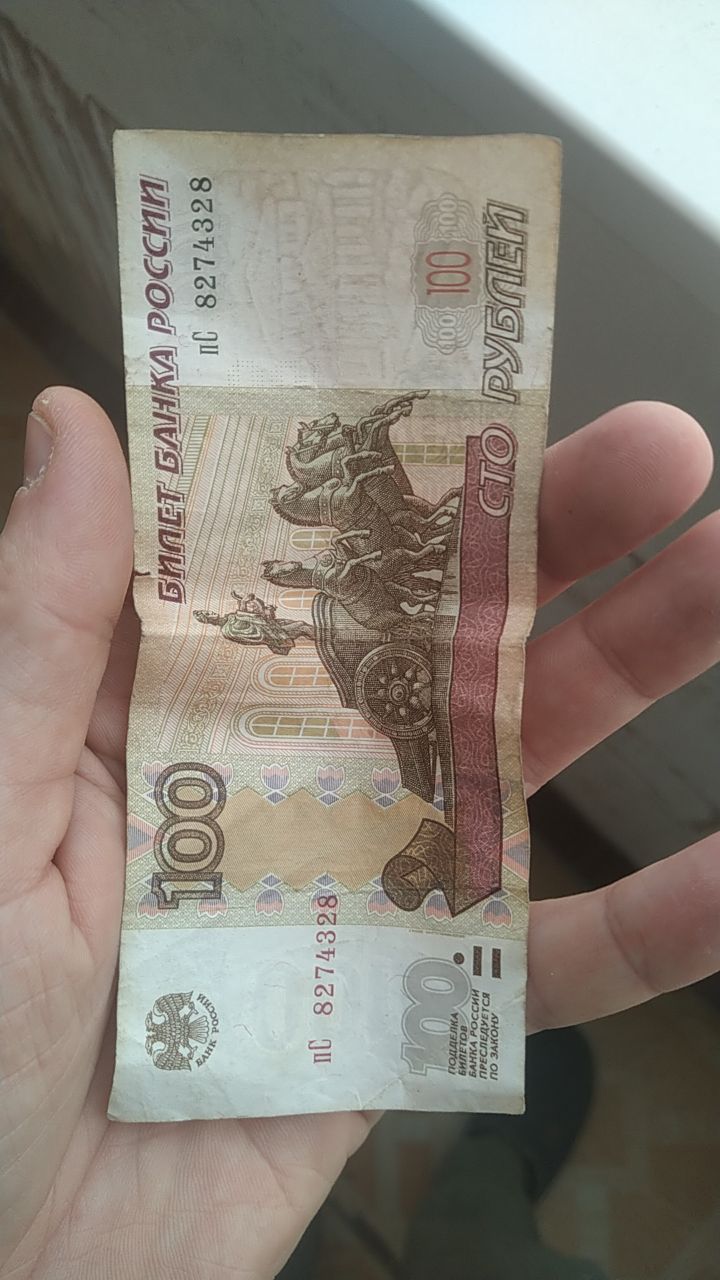 БАНК РОССИИ
100
БИЛЕТ БАНКА РОССИИ
пС 8274328
пС 8274328
100
ПОДДЕЛКА
БИЛЕТОВ
БАНКА РОССИИ
ПРЕСЛЕДУЕТСЯ
ПО ЗАКОНУ
100 100 100
СТО РУБЛЕЙ